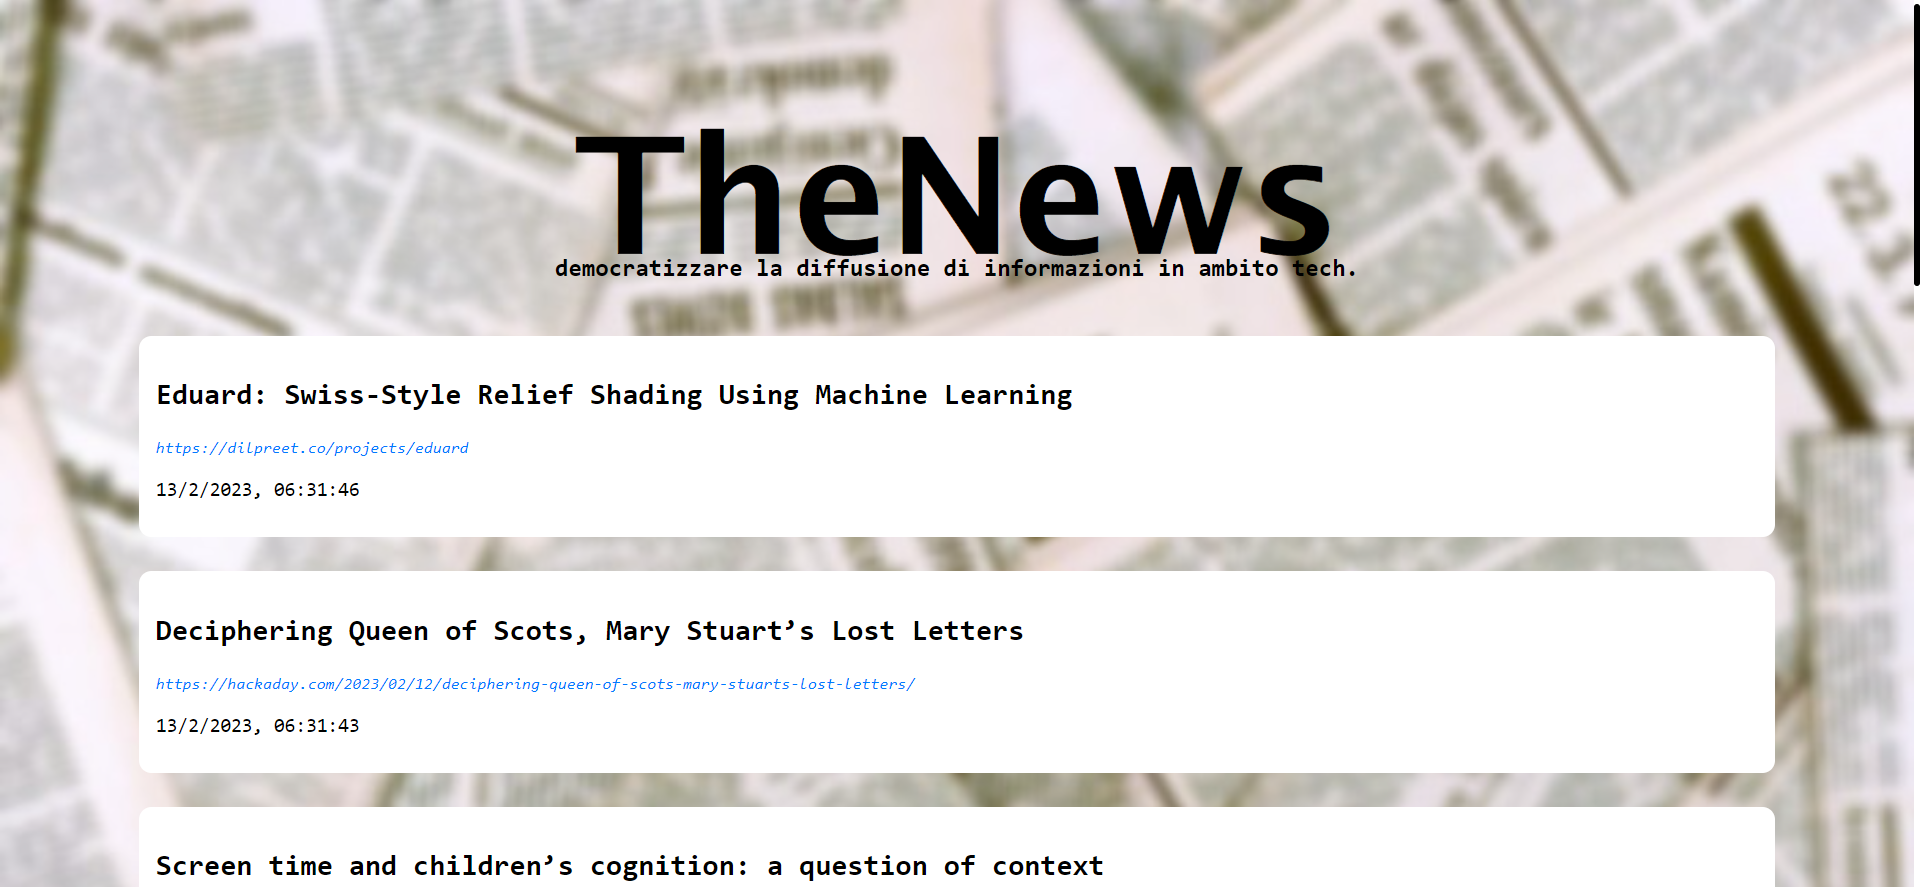 TheNews
democratizzare la diffusione di informazioni in ambito tech.
Eduard: Swiss-Style Relief Shading Using Machine Learning
https://dilpreet.co/projects/eduard
13/2/2023, 06:31:46
Deciphering Queen of Scots, Mary Stuart’s Lost Letters
https://hackaday.com/2023/02/12/deciphering-queen-of-scots-mary-stuarts-lost-letters/
13/2/2023, 06:31:43
Screen time and children’s cognition: a question of context